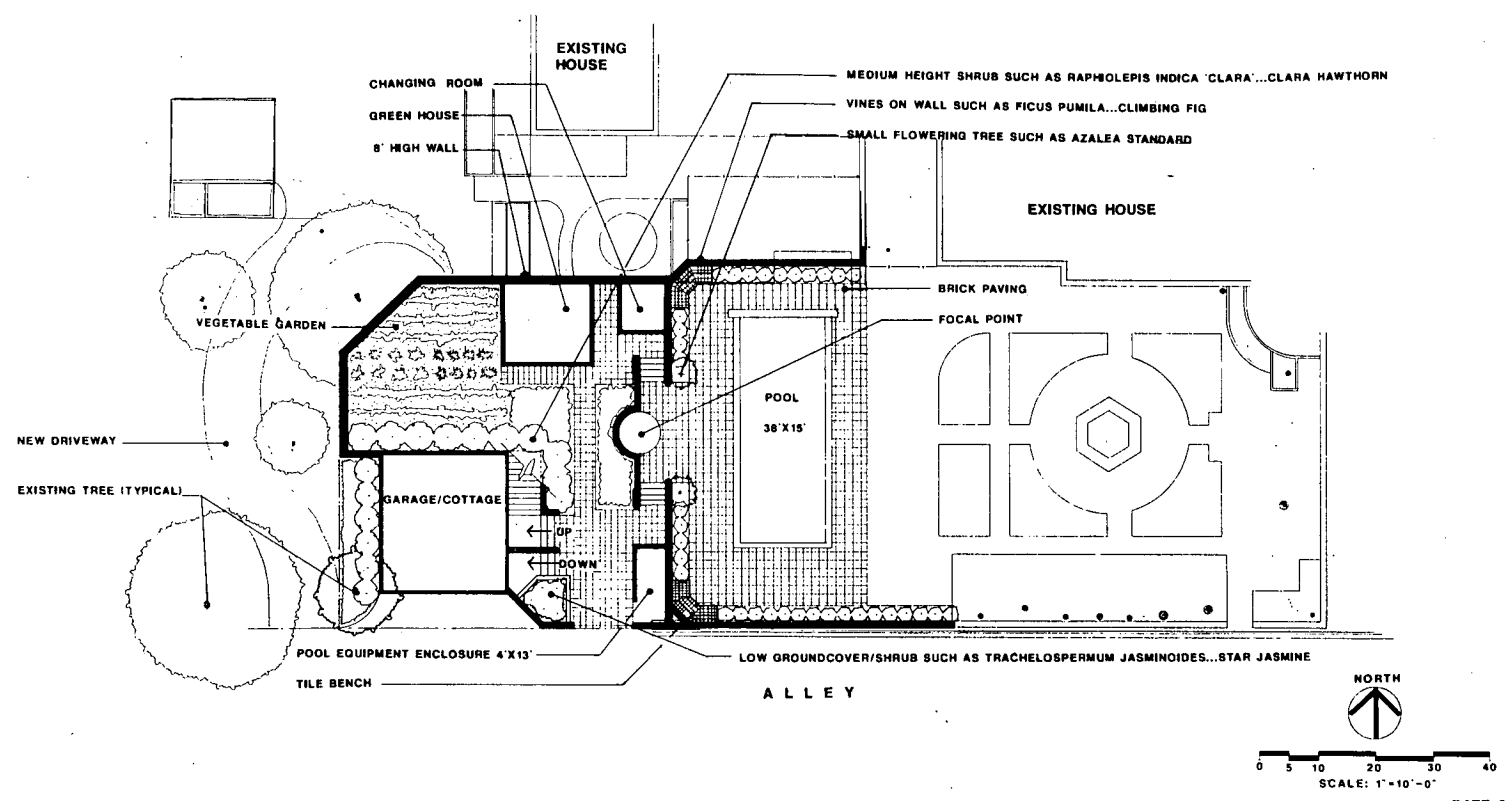 EXISTING
HOUSE
CHANGING ROOM
GREEN HOUSE
8' HIGH WALL
MEDIUM HEIGHT SHRUB SUCH AS RAPHIOLEPIS INDICA 'CLARA'...CLARA HAWTHORN
VINES ON WALL SUCH AS FICUS PUMILA...CLIMBING FIG
SMALL FLOWERING TREE SUCH AS AZALEA STANDARD
EXISTING HOUSE
BRICK PAVING
FOCAL POINT
VEGETABLE GARDEN
POOL
38'X15'
NEW DRIVEWAY
EXISTING TREE (TYPICAL)
GARAGE/COTTAGE
UP
DOWN
POOL EQUIPMENT ENCLOSURE 4'X13'
TILE BENCH
LOW GROUNDCOVER/SHRUB SUCH AS TRACHELOSPERMUM JASMINOIDES...STAR JASMINE
ALLEY
NORTH
0 5 10 20 30 40
SCALE: 1"=10'-0"